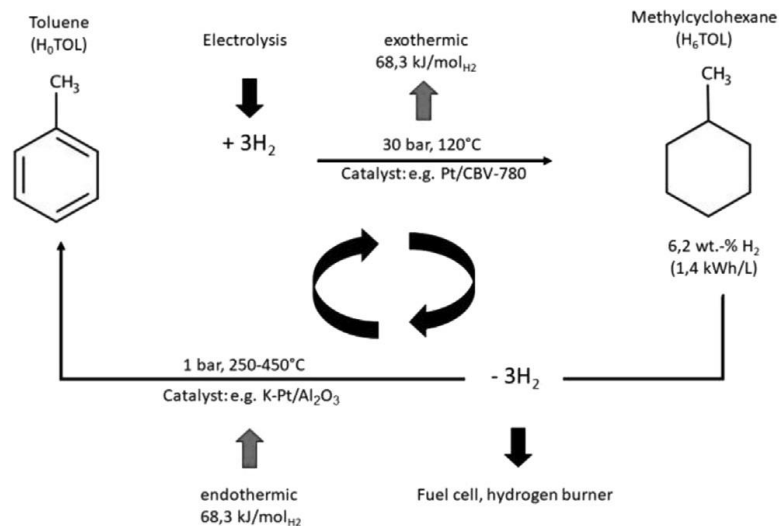 Toluene
(H₀TOL)
CH₃
Electrolysis
+ 3H₂
exothermic
68,3 kJ/mol_H2
30 bar, 120°C
Catalyst: e.g. Pt/CBV-780
Methylcyclohexane
(H₆TOL)
CH₃
6,2 wt.-% H₂
(1,4 kWh/L)
1 bar, 250-450°C
Catalyst: e.g. K-Pt/Al₂O₃
- 3H₂
endothermic
68,3 kJ/mol_H2
Fuel cell, hydrogen burner